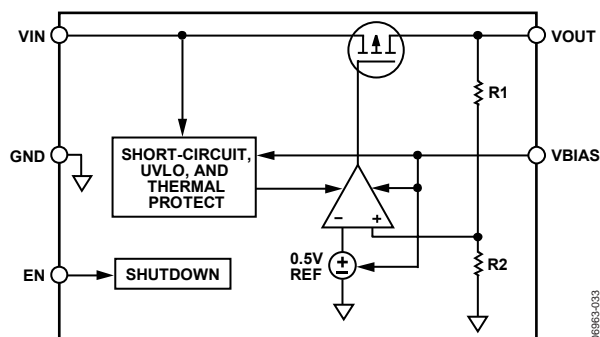 VIN
VOUT
R1
GND
SHORT-CIRCUIT,
UVLO, AND
THERMAL
PROTECT
VBIAS
− +
0.5V
REF
+
−
R2
EN
SHUTDOWN
06963-033